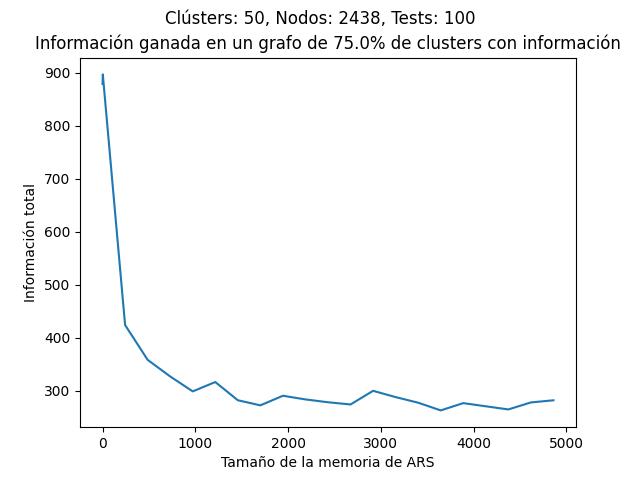 Clústers: 50, Nodos: 2438, Tests: 100
Información ganada en un grafo de 75.0% de clusters con información
900
800
700
600
500
400
300
Información total
0 1000 2000 3000 4000 5000
Tamaño de la memoria de ARS